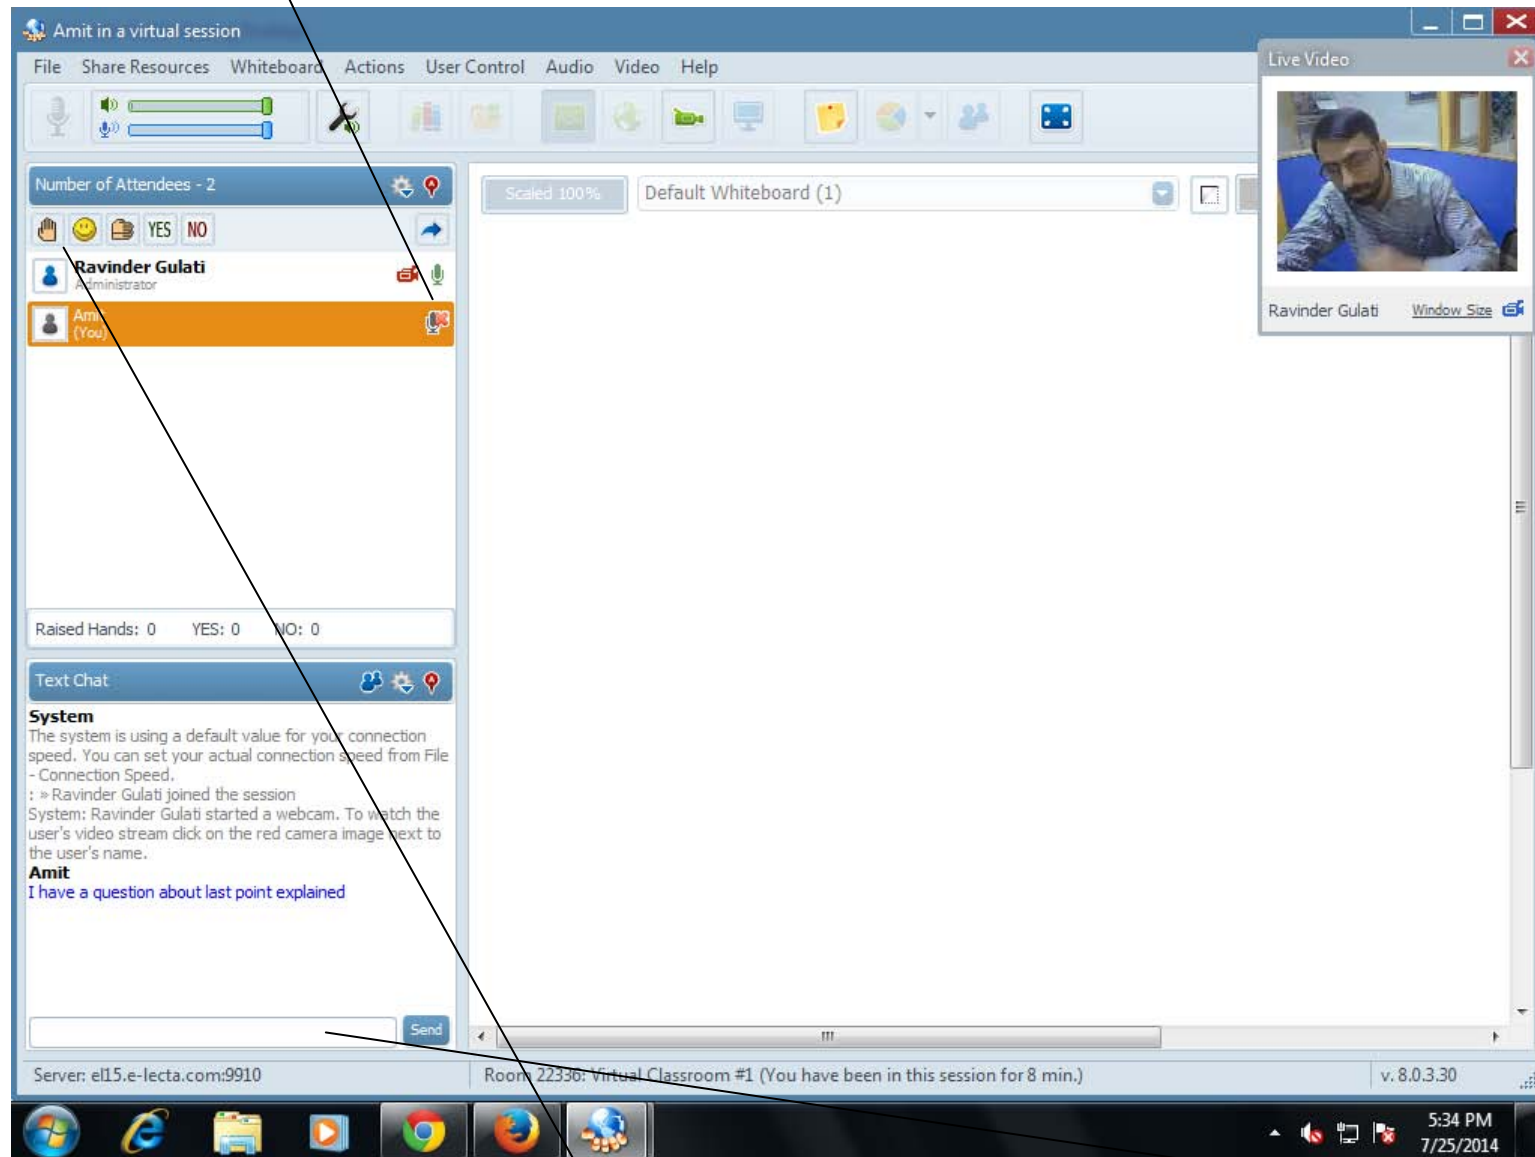 Amit in a virtual session
File Share Resources Whiteboard Actions User Control Audio Video Help
Live Video
Number of Attendees - 2
Scaled 100% Default Whiteboard (1)
YES NO
Ravinder Gulati
Administrator
Amit
(You)
Ravinder Gulati Window Size
Raised Hands: 0 YES: 0 NO: 0
Text Chat
System
The system is using a default value for your connection
speed. You can set your actual connection speed from File
- Connection Speed.
: » Ravinder Gulati joined the session
System: Ravinder Gulati started a webcam. To watch the
user's video stream click on the red camera image next to
the user's name.
Amit
I have a question about last point explained
Send
Server: el15.e-lecta.com:9910 Room 22336: Virtual Classroom #1 (You have been in this session for 8 min.) v. 8.0.3.30
5:34 PM
7/25/2014